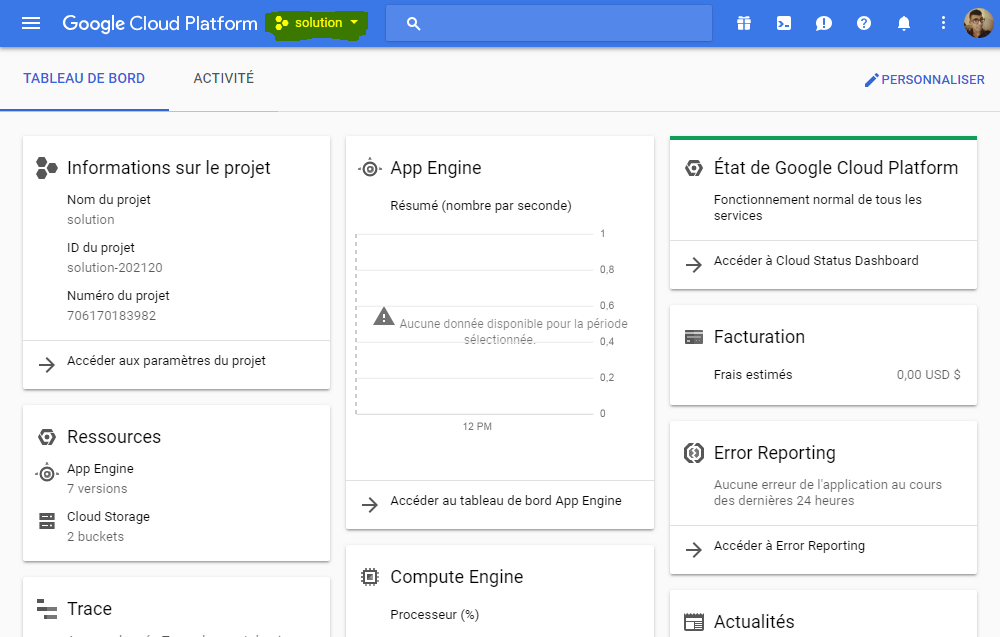 Google Cloud Platform
solution
TABLEAU DE BORD
ACTIVITÉ
PERSONNALISER
Informations sur le projet
Nom du projet
solution
ID du projet
solution-202120
Numéro du projet
706170183982
Accéder aux paramètres du projet
Ressources
App Engine
7 versions
Cloud Storage
2 buckets
Trace
App Engine
Résumé (nombre par seconde)
1
0,8
0,6
Aucune donnée disponible pour la période
sélectionnée.
0,4
0,2
0
12 PM
Accéder au tableau de bord App Engine
Compute Engine
Processeur (%)
État de Google Cloud Platform
Fonctionnement normal de tous les
services
Accéder à Cloud Status Dashboard
Facturation
Frais estimés
0,00 USD $
Error Reporting
Aucune erreur de l'application au cours
des dernières 24 heures
Accéder à Error Reporting
Actualités